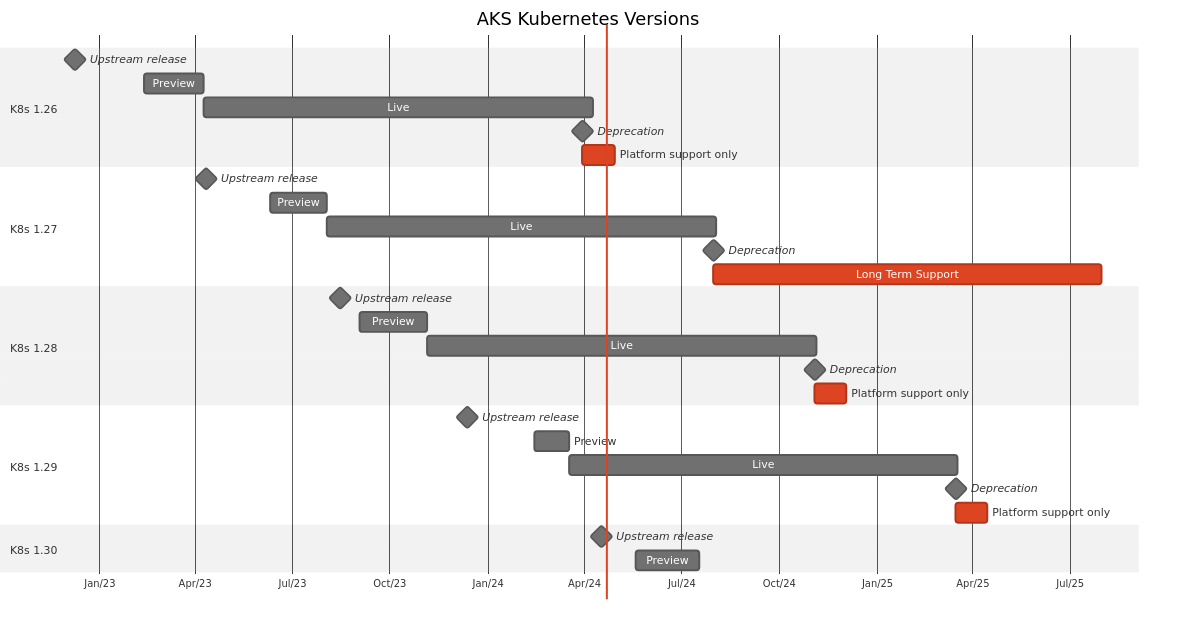 AKS Kubernetes Versions
K8s 1.26
Upstream release
Preview
Live
Deprecation
Platform support only
K8s 1.27
Upstream release
Preview
Live
Deprecation
Long Term Support
K8s 1.28
Upstream release
Preview
Live
Deprecation
Platform support only
K8s 1.29
Upstream release
Preview
Live
Deprecation
Platform support only
K8s 1.30
Upstream release
Preview
Jan/23 Apr/23 Jul/23 Oct/23 Jan/24 Apr/24 Jul/24 Oct/24 Jan/25 Apr/25 Jul/25